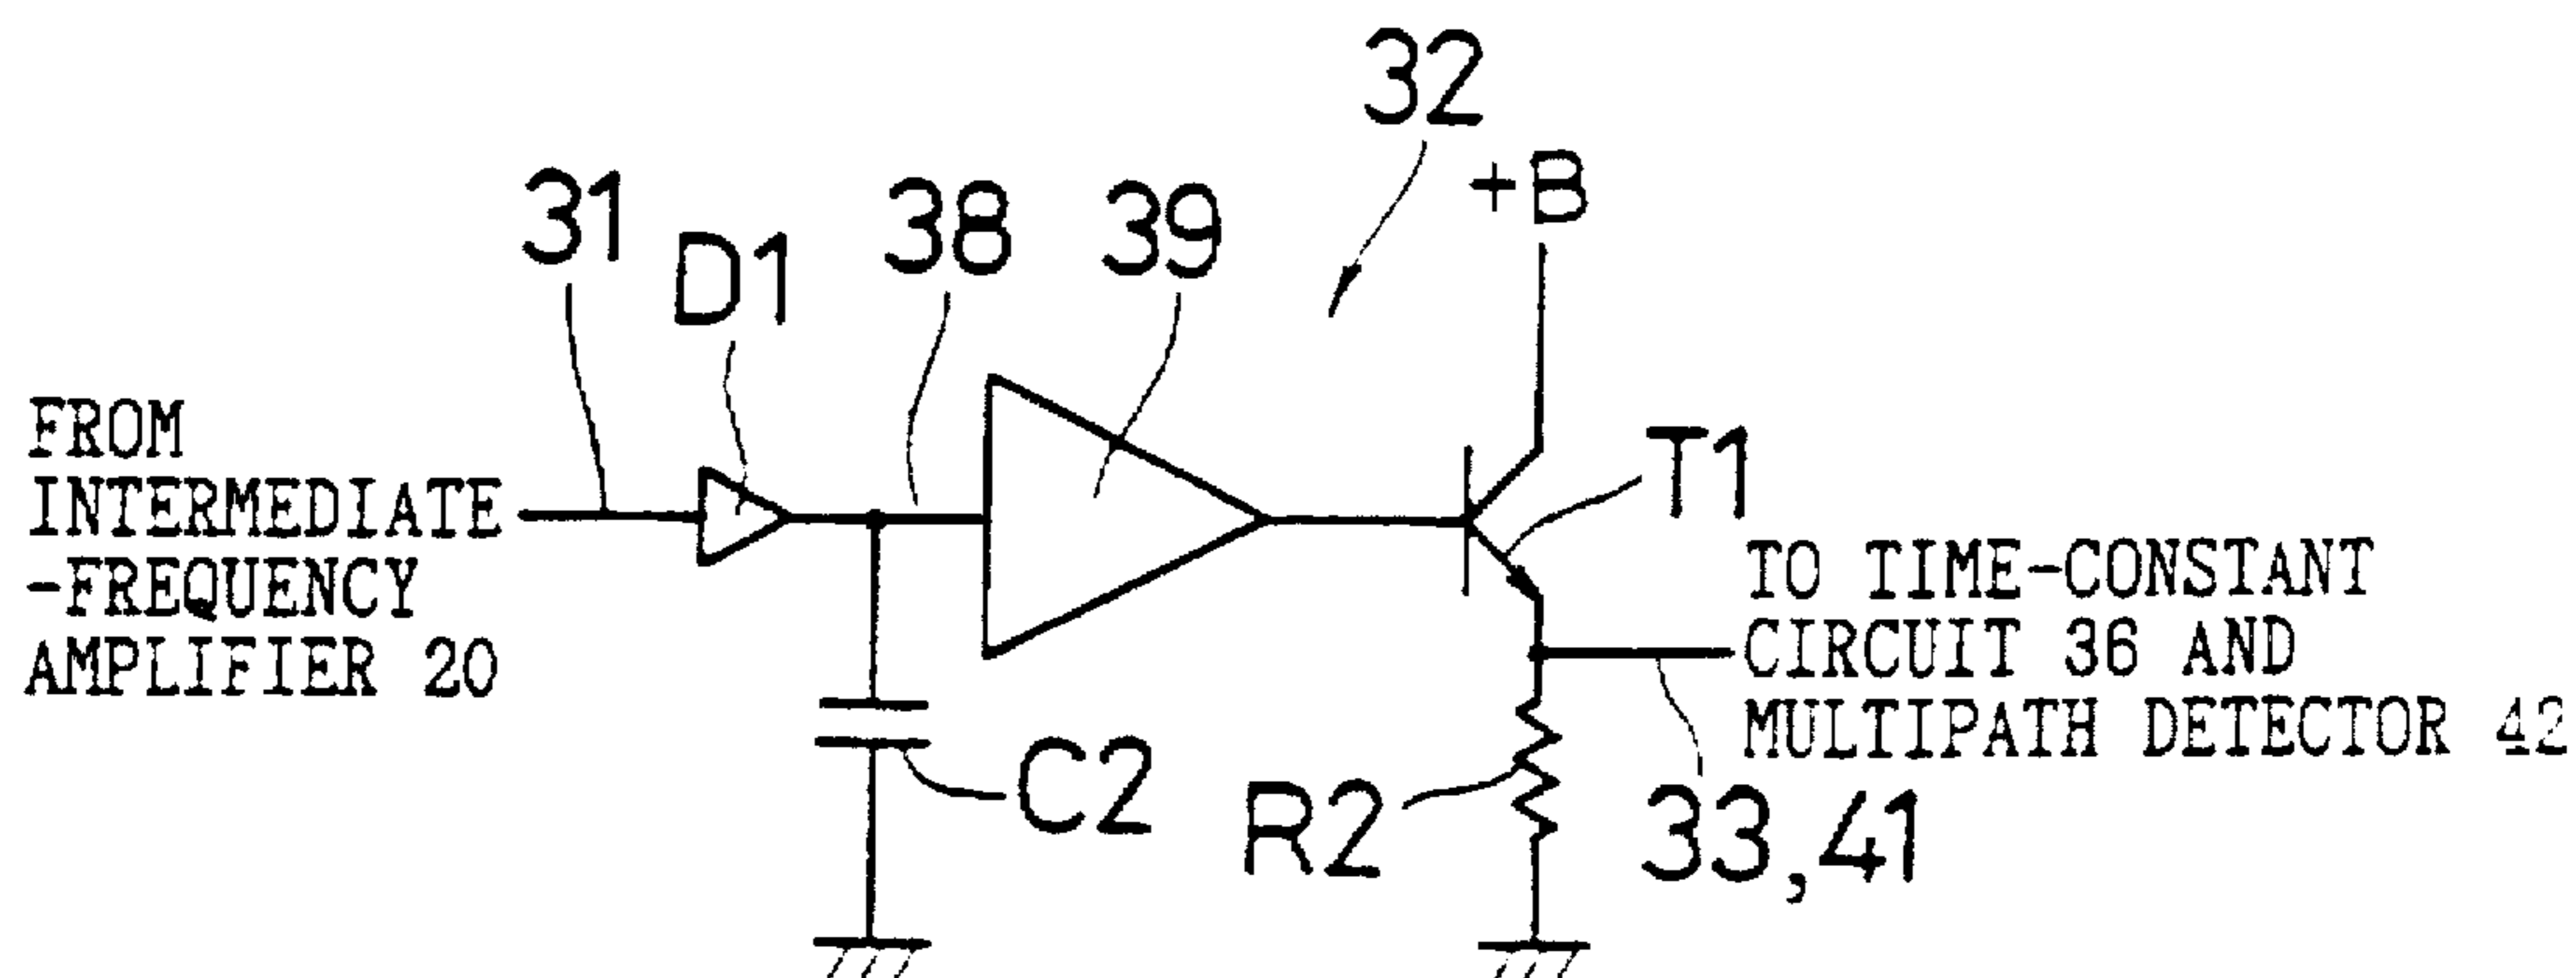 32
+B
31
D1
38
39
T1
FROM
INTERMEDIATE
-FREQUENCY
AMPLIFIER 20
TO TIME-CONSTANT
CIRCUIT 36 AND
MULTIPATH DETECTOR 42
C2
R2
33,41